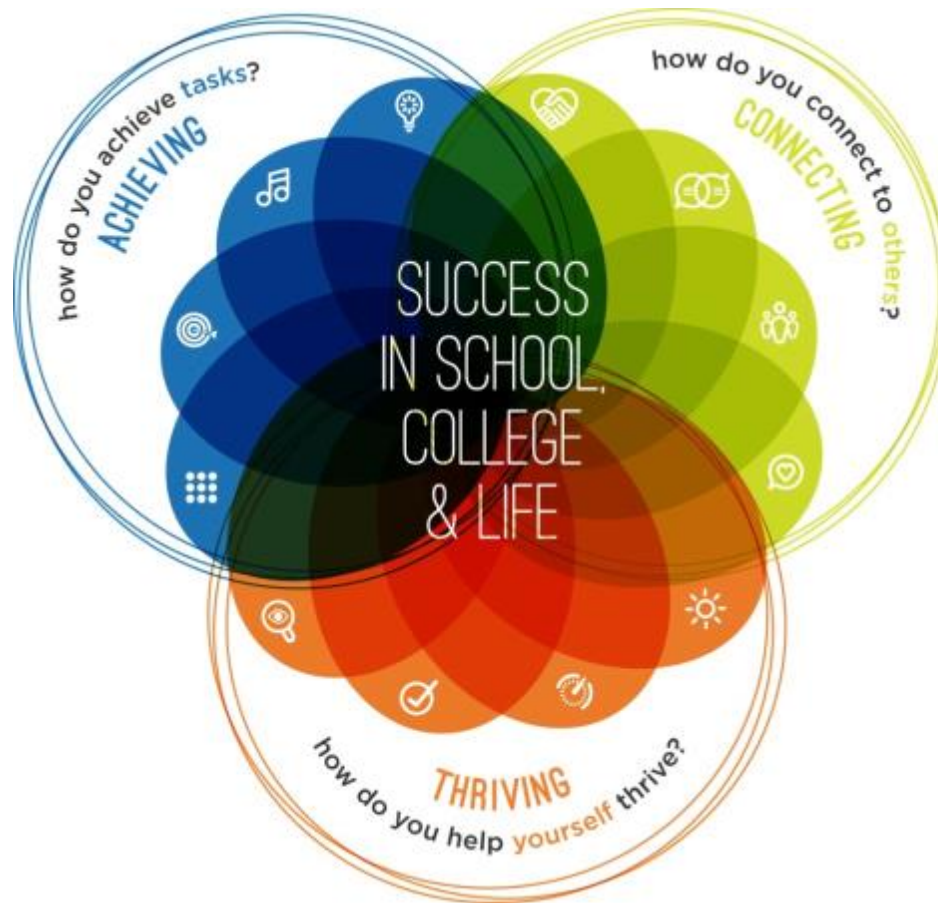 how do you achieve tasks?
ACHIEVING
how do you connect to others?
CONNECTING
SUCCESS
IN SCHOOL,
COLLEGE
& LIFE
THRIVING
how do you help yourself thrive?